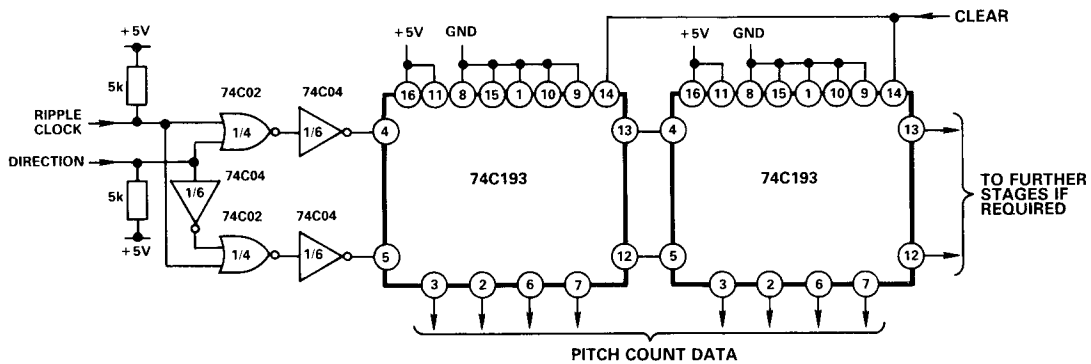 CLEAR
+5V
+5V GND
+5V GND
5k
74C02 74C04
16 11 8 15 1 10 9 14
16 11 8 15 1 10 9 14
RIPPLE CLOCK
1/4 1/6
4 13 4 13
DIRECTION
74C04
74C193 74C193
TO FURTHER
STAGES IF
REQUIRED
5k
1/6
74C02 74C04
+5V
1/4 1/6
5 12 5 12
3 2 6 7
3 2 6 7
PITCH COUNT DATA